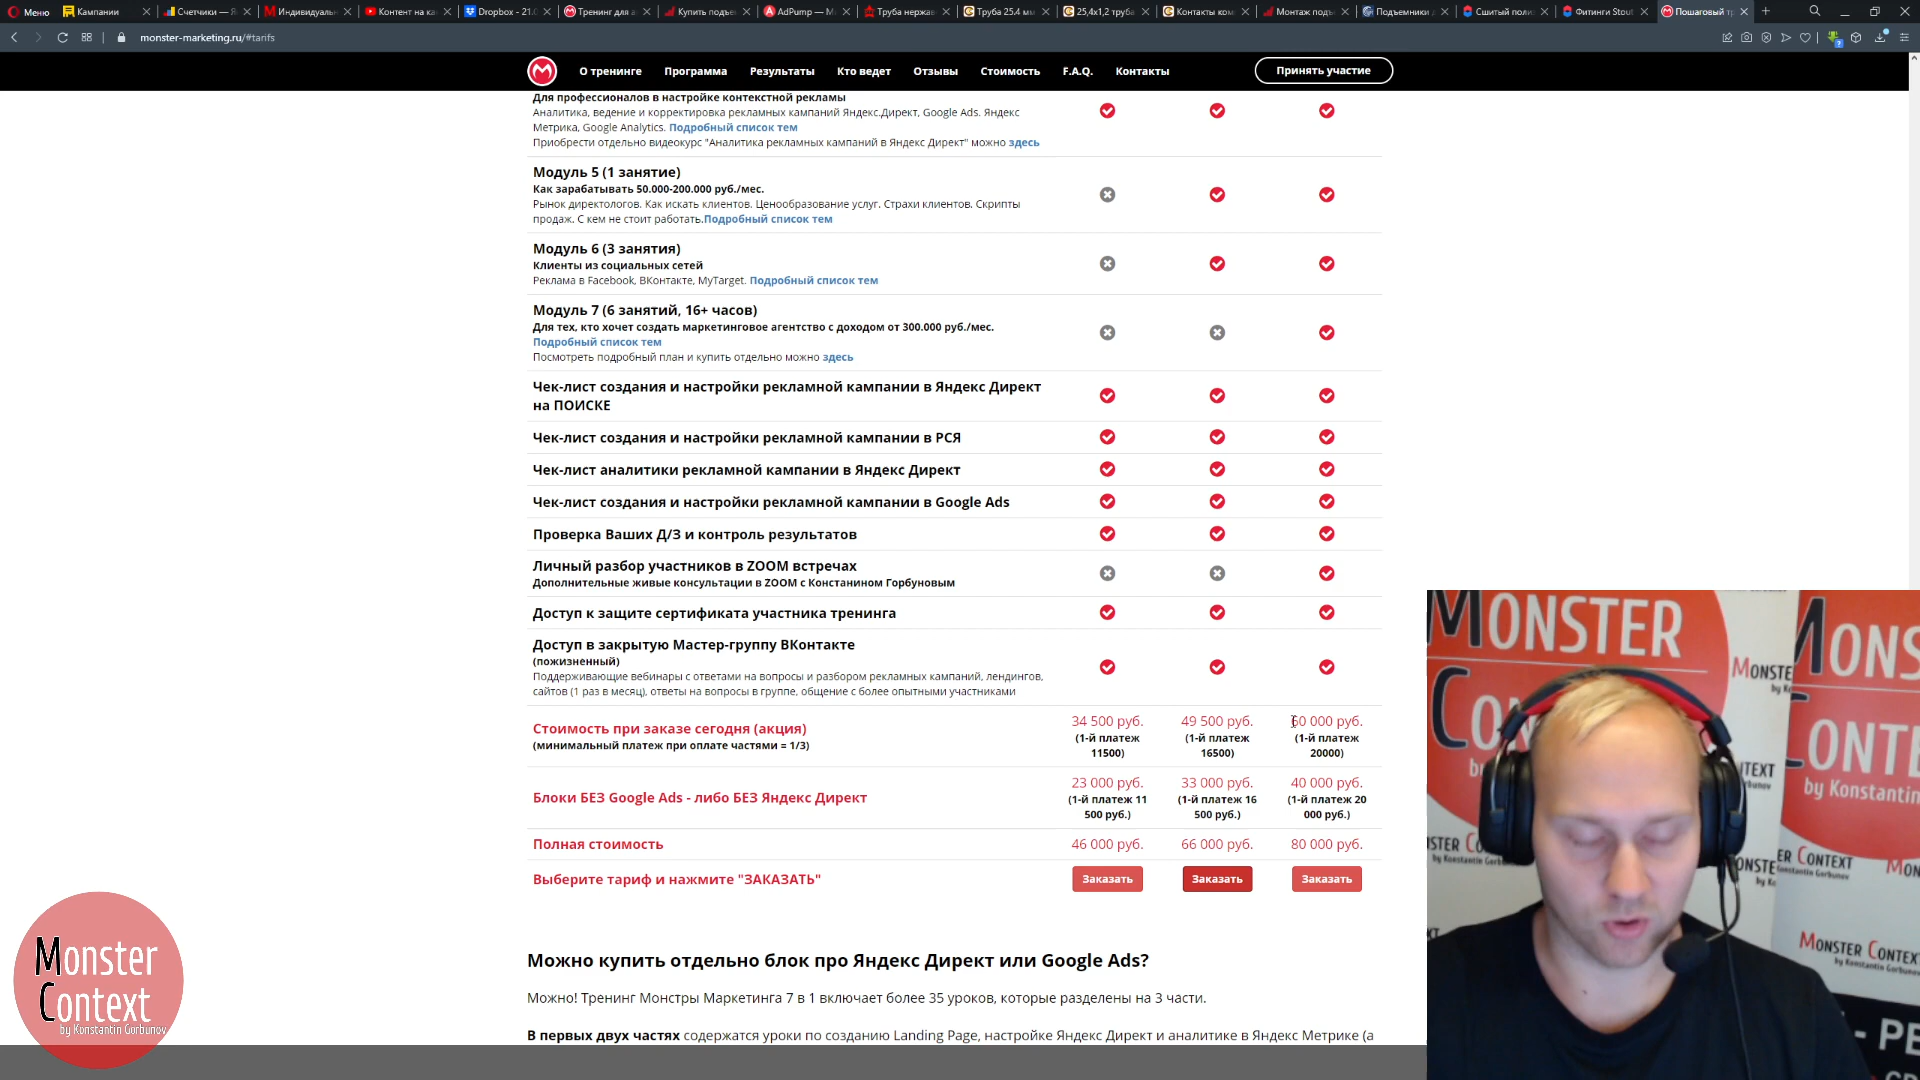 Меню
Кампании
Счетчики — Я
Индивидуальн
Контент на ка
Dropbox - 21.0
Тренинг для а
Купить подъе
AdPump — М
Труба нержав
Труба 25.4 мм
25,4x1,2 труба
Контакты ком
Монтаж подъ
Подъемники д
Сшитый поли
Фитинги Stout
Пошаговый т
monster-marketing.ru/#tarifs
О тренинге
Программа
Результаты
Кто ведет
Отзывы
Стоимость
F.A.Q.
Контакты
Принять участие
Для профессионалов в настройке контекстной рекламы
Аналитика, ведение и корректировка рекламных кампаний Яндекс.Директ, Google Ads. Яндекс
Метрика, Google Analytics. Подробный список тем
Приобрести отдельно видеокурс "Аналитика рекламных кампаний в Яндекс Директ" можно здесь
Модуль 5 (1 занятие)
Как зарабатывать 50.000-200.000 руб./мес.
Рынок директологов. Как искать клиентов. Ценообразование услуг. Страхи клиентов. Скрипты
продаж. С кем не стоит работать.Подробный список тем
Модуль 6 (3 занятия)
Клиенты из социальных сетей
Реклама в Facebook, ВКонтакте, MyTarget. Подробный список тем
Модуль 7 (6 занятий, 16+ часов)
Для тех, кто хочет создать маркетинговое агентство с доходом от 300.000 руб./мес.
Подробный список тем
Посмотреть подробный план и купить отдельно можно здесь
Чек-лист создания и настройки рекламной кампании в Яндекс Директ
на ПОИСКЕ
Чек-лист создания и настройки рекламной кампании в РСЯ
Чек-лист аналитики рекламной кампании в Яндекс Директ
Чек-лист создания и настройки рекламной кампании в Google Ads
Проверка Ваших Д/З и контроль результатов
Личный разбор участников в ZOOM встречах
Дополнительные живые консультации в ZOOM с Констанином Горбуновым
Доступ к защите сертификата участника тренинга
Доступ в закрытую Мастер-группу ВКонтакте
(пожизненный)
Поддерживающие вебинары с ответами на вопросы и разбором рекламных кампаний, лендингов,
сайтов (1 раз в месяц), ответы на вопросы в группе, общение с более опытными участниками
Стоимость при заказе сегодня (акция)
(минимальный платеж при оплате частями = 1/3)
34 500 руб.
(1-й платеж
11500)
49 500 руб.
(1-й платеж
16500)
60 000 руб.
(1-й платеж
20000)
Блоки БЕЗ Google Ads - либо БЕЗ Яндекс Директ
23 000 руб.
(1-й платеж 11
500 руб.)
33 000 руб.
(1-й платеж 16
500 руб.)
40 000 руб.
(1-й платеж 20
000 руб.)
Полная стоимость
46 000 руб.
66 000 руб.
80 000 руб.
Выберите тариф и нажмите "ЗАКАЗАТЬ"
Заказать
Заказать
Заказать
Можно купить отдельно блок про Яндекс Директ или Google Ads?
Можно! Тренинг Монстры Маркетинга 7 в 1 включает более 35 уроков, которые разделены на 3 части.
В первых двух частях содержатся уроки по созданию Landing Page, настройке Яндекс Директ и аналитике в Яндекс Метрике (а
Monster
Context
by Konstantin Gorbunov
MONSTER
by Konstantin
MONSTER CONTEXT
by Konstantin Gorbunov